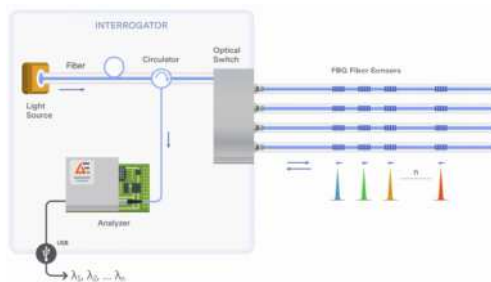 INTERROGATOR
Fiber
Circulator
Optical
Switch
FBG Fiber Sensors
Light
Source
n
Analyzer
USB
λ1, λ2, ... λn